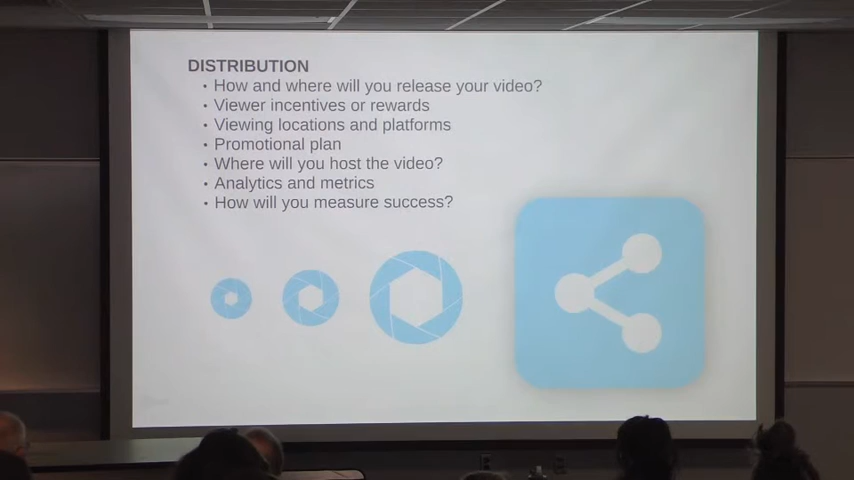 DISTRIBUTION
• How and where will you release your video?
• Viewer incentives or rewards
• Viewing locations and platforms
• Promotional plan
• Where will you host the video?
• Analytics and metrics
• How will you measure success?